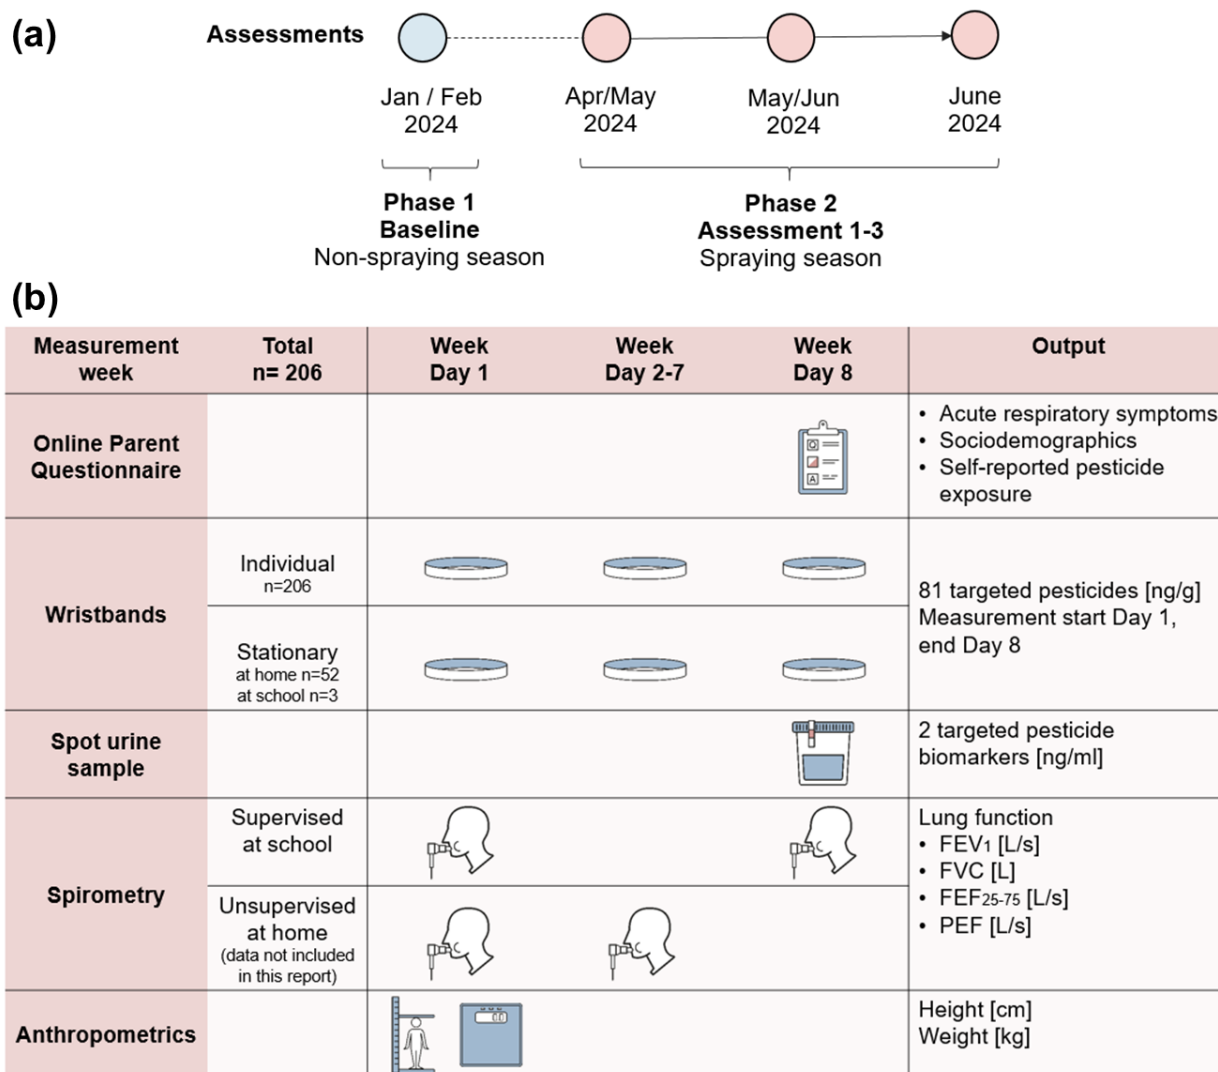 (a)
Assessments
Jan / Feb
2024
Apr/May
2024
May/Jun
2024
June
2024
Phase 1
Baseline
Non-spraying season
Phase 2
Assessment 1-3
Spraying season
(b)
Measurement
week
Total
n= 206
Week
Day 1
Week
Day 2-7
Week
Day 8
Output
Online Parent
Questionnaire
• Acute respiratory symptoms
• Sociodemographics
• Self-reported pesticide
exposure
Wristbands
Individual
n=206
Stationary
at home n=52
at school n=3
81 targeted pesticides [ng/g]
Measurement start Day 1,
end Day 8
Spot urine
sample
2 targeted pesticide
biomarkers [ng/ml]
Spirometry
Supervised
at school
Unsupervised
at home
(data not included
in this report)
Lung function
• FEV1 [L/s]
• FVC [L]
• FEF25-75 [L/s]
• PEF [L/s]
Anthropometrics
Height [cm]
Weight [kg]